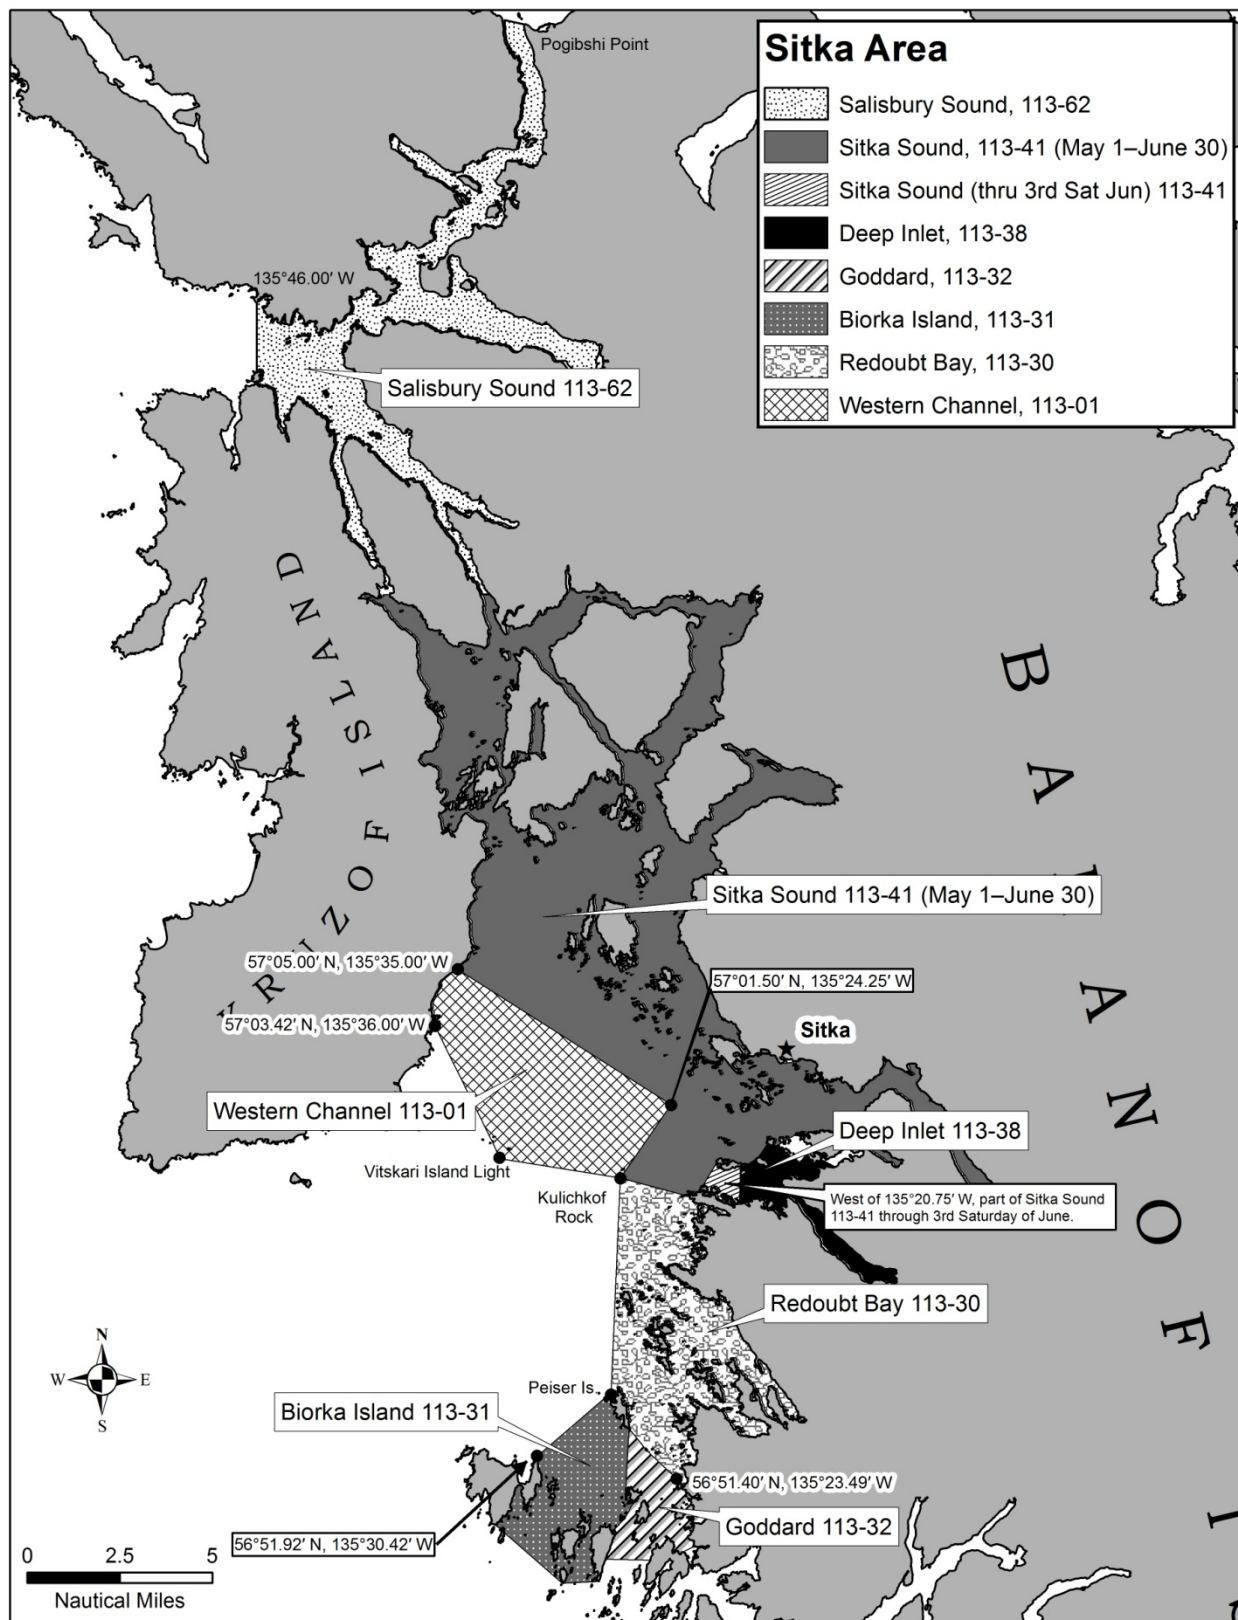 Pogibshi Point
Sitka Area
Salisbury Sound, 113-62
Sitka Sound, 113-41 (May 1–June 30)
Sitka Sound (thru 3rd Sat Jun) 113-41
Deep Inlet, 113-38
Goddard, 113-32
Biorka Island, 113-31
Redoubt Bay, 113-30
Western Channel, 113-01
135°46.00' W
Salisbury Sound 113-62
KRUZOF ISLAND
BARANOF I
Sitka Sound 113-41 (May 1–June 30)
57°05.00' N, 135°35.00' W
57°01.50' N, 135°24.25' W
57°03.42' N, 135°36.00' W
Sitka
Western Channel 113-01
Deep Inlet 113-38
Vitskari Island Light
Kulichkof
Rock
West of 135°20.75' W, part of Sitka Sound
113-41 through 3rd Saturday of June.
Redoubt Bay 113-30
N
W E
S
Peiser Is.
Biorka Island 113-31
56°51.40' N, 135°23.49' W
Goddard 113-32
56°51.92' N, 135°30.42' W
0 2.5 5
Nautical Miles